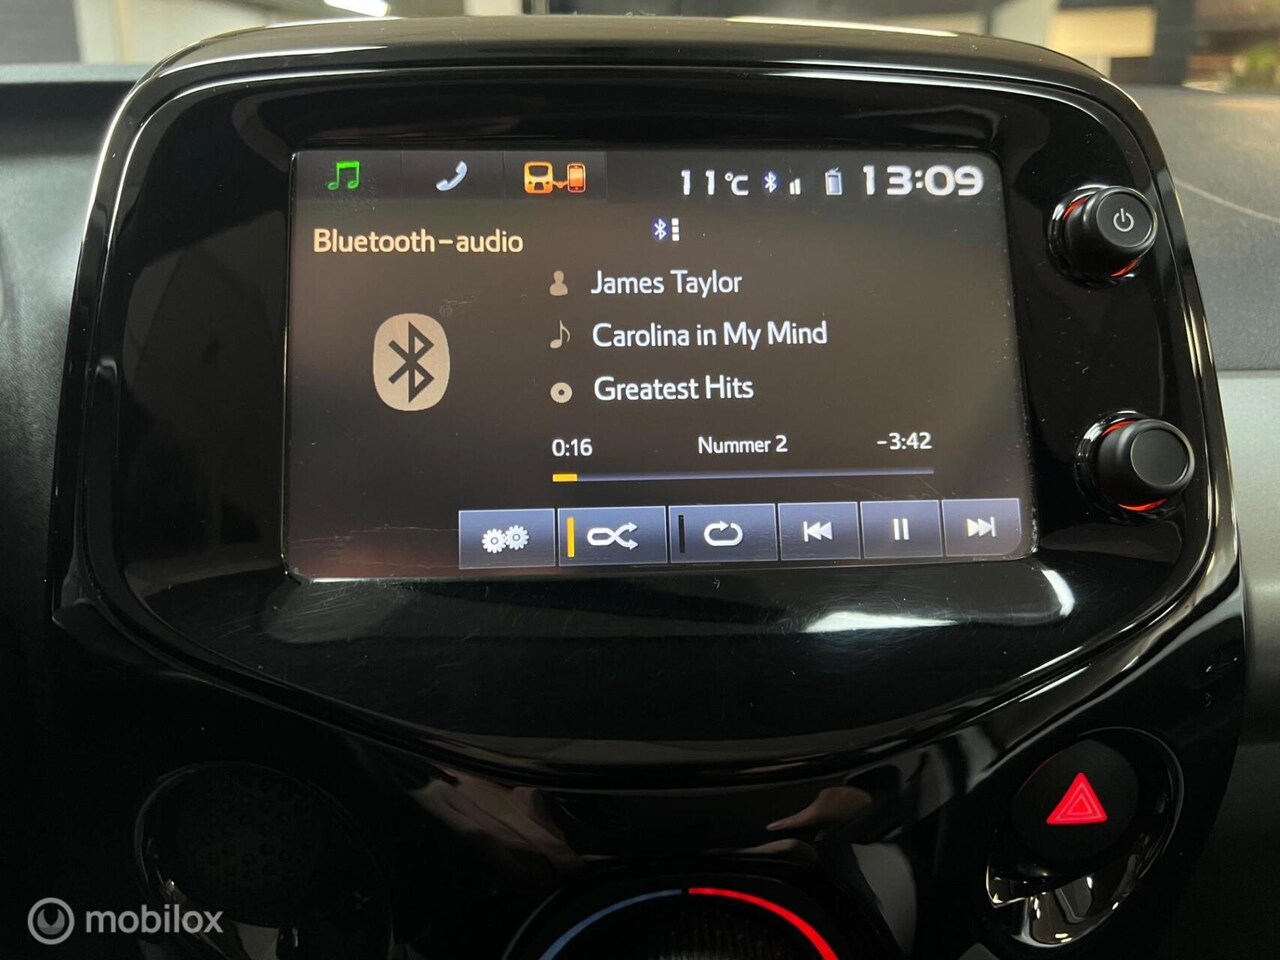 11°C 13:09
Bluetooth-audio
James Taylor
Carolina in My Mind
Greatest Hits
0:16 Nummer 2 -3:42
mobilox